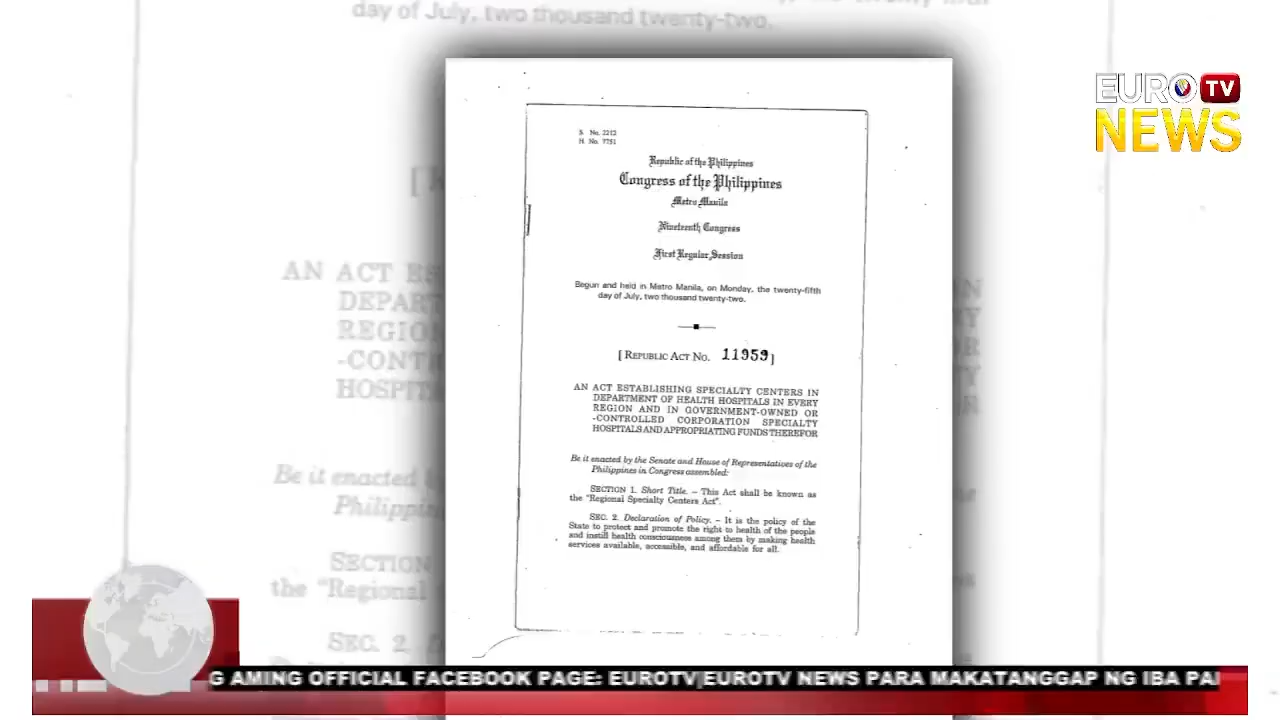 day of July, two thousand twenty-two.
EURO TV
NEWS
S. No. 2212
H. No. 7751
Republic of the Philippines
Congress of the Philippines
Metro Manila
Nineteenth Congress
First Regular Session
Begun and held in Metro Manila, on Monday, the twenty-fifth
day of July, two thousand twenty-two.
[ REPUBLIC ACT NO. 11959 ]
AN ACT ESTABLISHING SPECIALTY CENTERS IN
DEPARTMENT OF HEALTH HOSPITALS IN EVERY
REGION AND IN GOVERNMENT-OWNED OR
-CONTROLLED CORPORATION SPECIALTY
HOSPITALS AND APPROPRIATING FUNDS THEREFOR
Be it enacted by the Senate and House of Representatives of the
Philippines in Congress assembled:
SECTION 1. Short Title. – This Act shall be known as
the "Regional Specialty Centers Act".
SEC. 2. Declaration of Policy. – It is the policy of the
State to protect and promote the right to health of the people
and instill health consciousness among them by making health
services available, accessible, and affordable for all.
AN ACT
REGION
-CONTR
HOSPIT
Be it enacted
SECTION
the "Regional
SEC. 2.
G AMING OFFICIAL FACEBOOK PAGE: EUROTV|EUROTV NEWS PARA MAKATANGGAP NG IBA PA